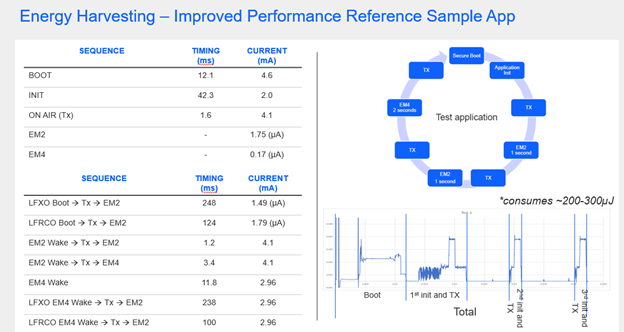 Energy Harvesting – Improved Performance Reference Sample App
SEQUENCE TIMING (ms) CURRENT (mA)
BOOT 12.1 4.6
INIT 42.3 2.0
ON AIR (Tx) 1.6 4.1
EM2 - 1.75 (µA)
EM4 - 0.17 (µA)
SEQUENCE TIMING (ms) CURRENT (mA)
LFXO Boot → Tx → EM2 248 1.49 (µA)
LFRCO Boot → Tx → EM2 124 1.79 (µA)
EM2 Wake → Tx → EM2 1.2 4.1
EM2 Wake → Tx → EM4 3.4 4.1
EM4 Wake 11.8 2.96
LFXO EM4 Wake → Tx → EM2 238 2.96
LFRCO EM4 Wake → Tx → EM2 100 2.96
Secure Boot
Application
Init
TX
EM2
1 second
TX
EM2
1 second
TX
EM4
2 seconds
TX
Test application
*consumes ~200-300µJ
Boot
1st init and TX
2nd init and
TX
3rd init and
TX
Total